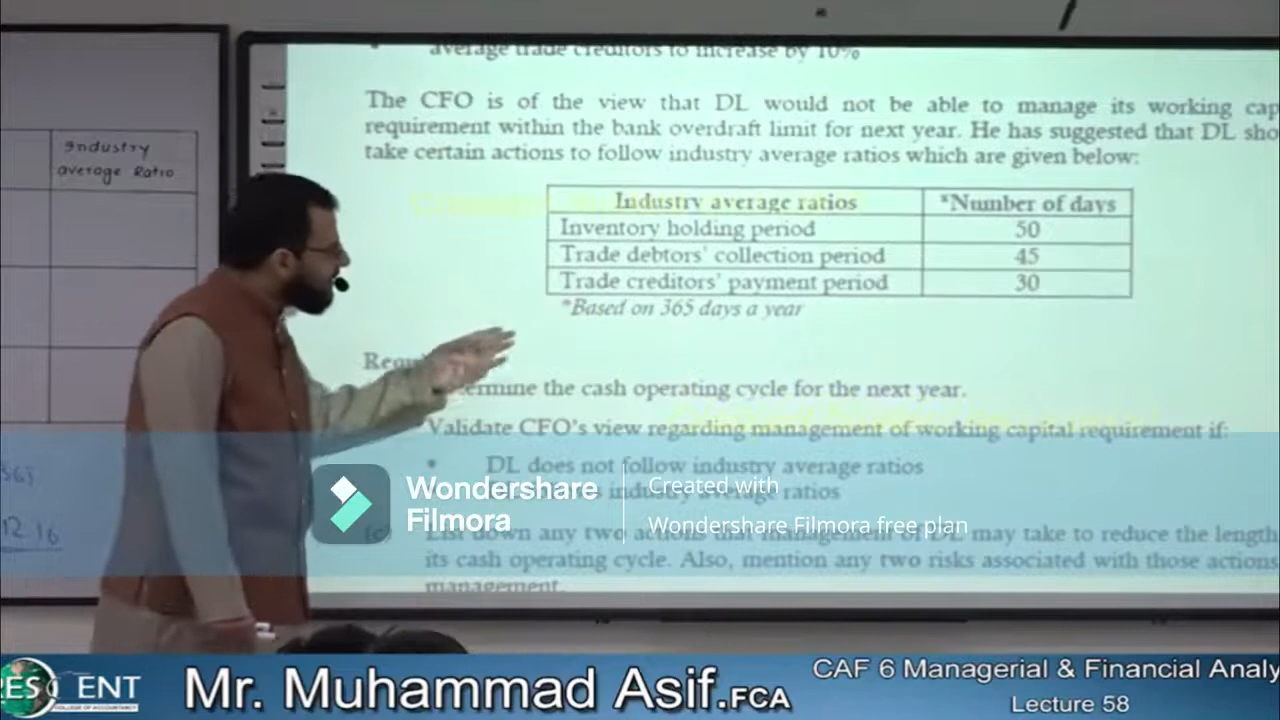 average trade creditors to increase by 10%
The CFO is of the view that DL would not be able to manage its working cap
requirement within the bank overdraft limit for next year. He has suggested that DL sho
take certain actions to follow industry average ratios which are given below:
Industry average ratios *Number of days
Inventory holding period 50
Trade debtors' collection period 45
Trade creditors' payment period 30
*Based on 365 days a year
Industry
average Ratio
ermine the cash operating cycle for the next year.
Validate CFO's view regarding management of working capital requirement if:
• DL does not follow industry average ratios
industry average ratios
(c) List down any two actions that management of DL may take to reduce the length
its cash operating cycle. Also, mention any two risks associated with those actions
management.
365
12.16
Wondershare
Filmora
Created with
Wondershare Filmora free plan
ES ENT
Mr. Muhammad Asif.FCA
CAF 6 Managerial & Financial Analy
Lecture 58